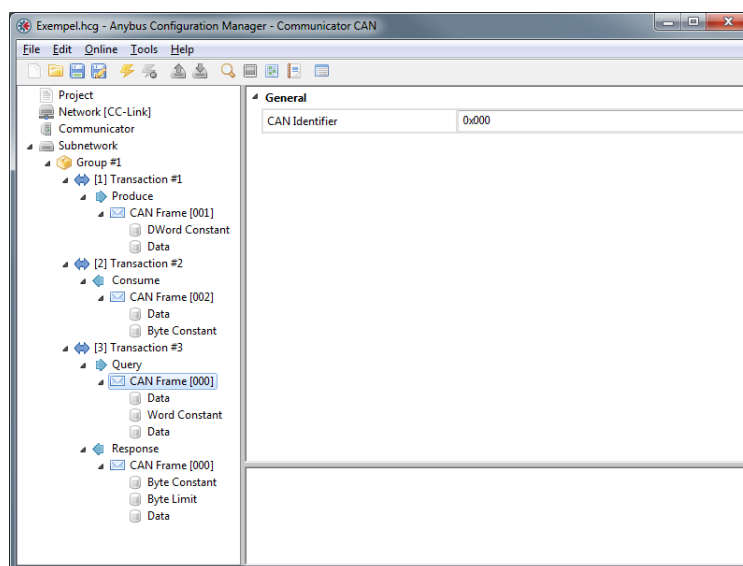 Exempel.hcg - Anybus Configuration Manager - Communicator CAN
File Edit Online Tools Help
Project
Network [CC-Link]
Communicator
Subnetwork
Group #1
[1] Transaction #1
Produce
CAN Frame [001]
DWord Constant
Data
[2] Transaction #2
Consume
CAN Frame [002]
Data
Byte Constant
[3] Transaction #3
Query
CAN Frame [000]
Data
Word Constant
Data
Response
CAN Frame [000]
Byte Constant
Byte Limit
Data
General
CAN Identifier 0x000